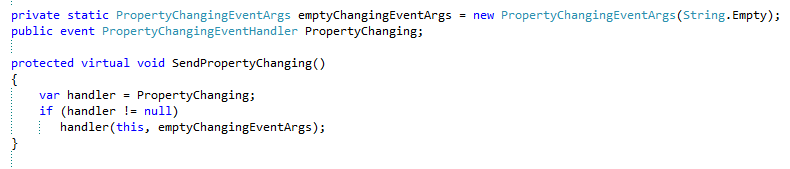 private static PropertyChangingEventArgs emptyChangingEventArgs = new PropertyChangingEventArgs(String.Empty);
public event PropertyChangingEventHandler PropertyChanging;

protected virtual void SendPropertyChanging()
{
    var handler = PropertyChanging;
    if (handler != null)
       handler(this, emptyChangingEventArgs);
}